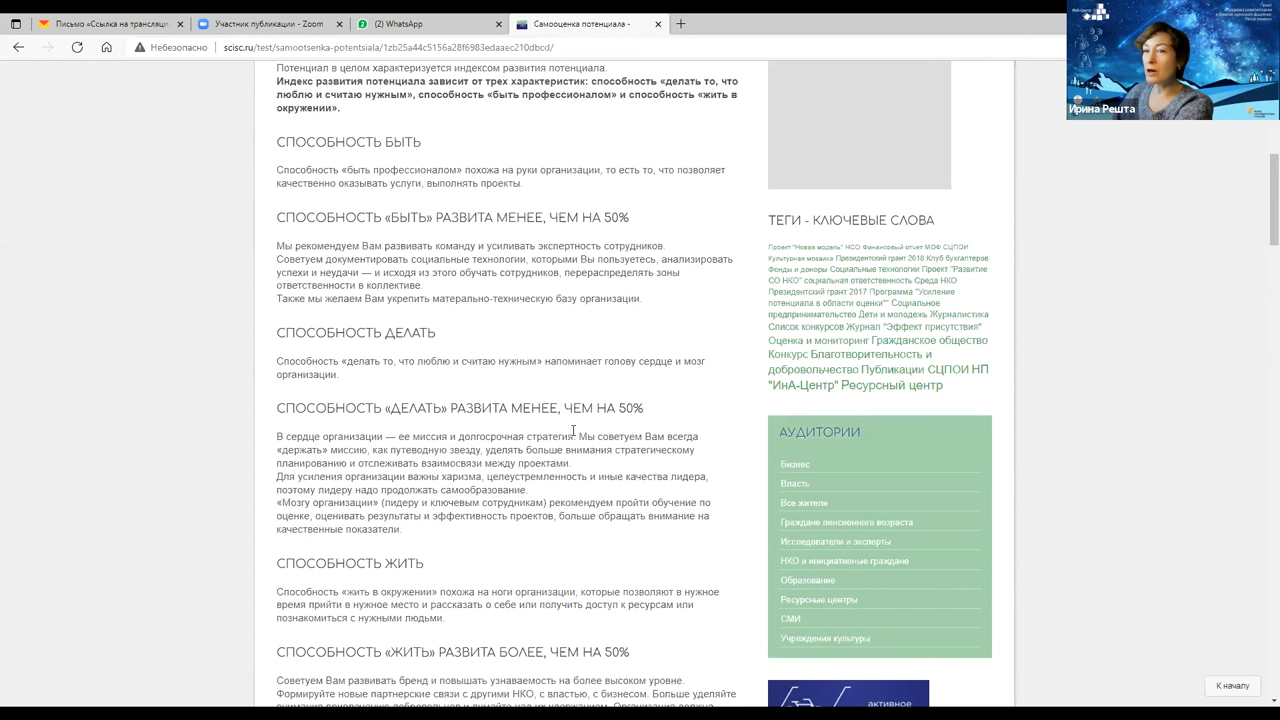 Письмо «Ссылка на трансляци
Участник публикации - Zoom
(2) WhatsApp
Самооценка потенциала -
Небезопасно
scisc.ru/test/samootsenka-potentsiala/1zb25a44c5156a28f6983edaaec210dbcd/
Ирина Решта
Потенциал в целом характеризуется индексом развития потенциала.
Индекс развития потенциала зависит от трех характеристик: способность «делать то, что
люблю и считаю нужным», способность «быть профессионалом» и способность «жить в
окружении».
СПОСОБНОСТЬ БЫТЬ
Способность «быть профессионалом» похожа на руки организации, то есть то, что позволяет
качественно оказывать услуги, выполнять проекты.
СПОСОБНОСТЬ «БЫТЬ» РАЗВИТА МЕНЕЕ, ЧЕМ НА 50%
Мы рекомендуем Вам развивать команду и усиливать экспертность сотрудников.
Советуем документировать социальные технологии, которыми Вы пользуетесь, анализировать
успехи и неудачи — и исходя из этого обучать сотрудников, перераспределять зоны
ответственности в коллективе.
Также мы желаем Вам укрепить матерально-техническую базу организации.
СПОСОБНОСТЬ ДЕЛАТЬ
Способность «делать то, что люблю и считаю нужным» напоминает голову сердце и мозг
организации.
СПОСОБНОСТЬ «ДЕЛАТЬ» РАЗВИТА МЕНЕЕ, ЧЕМ НА 50%
В сердце организации — ее миссия и долгосрочная стратегия. Мы советуем Вам всегда
«держать» миссию, как путеводную звезду, уделять больше внимания стратегическому
планированию и отслеживать взаимосвязи между проектами.
Для усиления организации важны харизма, целеустремленность и иные качества лидера,
поэтому лидеру надо продолжать самообразование.
«Мозгу организации» (лидеру и ключевым сотрудникам) рекомендуем пройти обучение по
оценке, оценивать результаты и эффективность проектов, больше обращать внимание на
качественные показатели.
СПОСОБНОСТЬ ЖИТЬ
Способность «жить в окружении» похожа на ноги организации, которые позволяют в нужное
время прийти в нужное место и рассказать о себе или получить доступ к ресурсам или
познакомиться с нужными людьми.
СПОСОБНОСТЬ «ЖИТЬ» РАЗВИТА БОЛЕЕ, ЧЕМ НА 50%
Советуем Вам развивать бренд и повышать узнаваемость на более высоком уровне.
Формируйте новые партнерские связи с другими НКО, с властью, с бизнесом. Больше уделяйте
ТЕГИ - КЛЮЧЕВЫЕ СЛОВА
Проект "Новая модель" НСО Финансовый отчет МОФ СЦПОИ
Культурная мозаика Президентский грант 2018 Клуб бухгалтеров
Фонды и доноры Социальные технологии Проект "Развитие
СО НКО" социальная ответственность Среда НКО
Президентский грант 2017 Программа "Усиление
потенциала в области оценки"" Социальное
предпринимательство Дети и молодежь Журналистика
Список конкурсов Журнал "Эффект присутствия"
Оценка и мониторинг Гражданское общество
Конкурс Благотворительность и
добровольчество Публикации СЦПОИ НП
"ИнА-Центр" Ресурсный центр
АУДИТОРИИ
Бизнес
Власть
Все жители
Граждане пенсионного возраста
Исследователи и эксперты
НКО и инициативные граждане
Образование
Ресурсные центры
СМИ
Учреждения культуры
активное
К началу